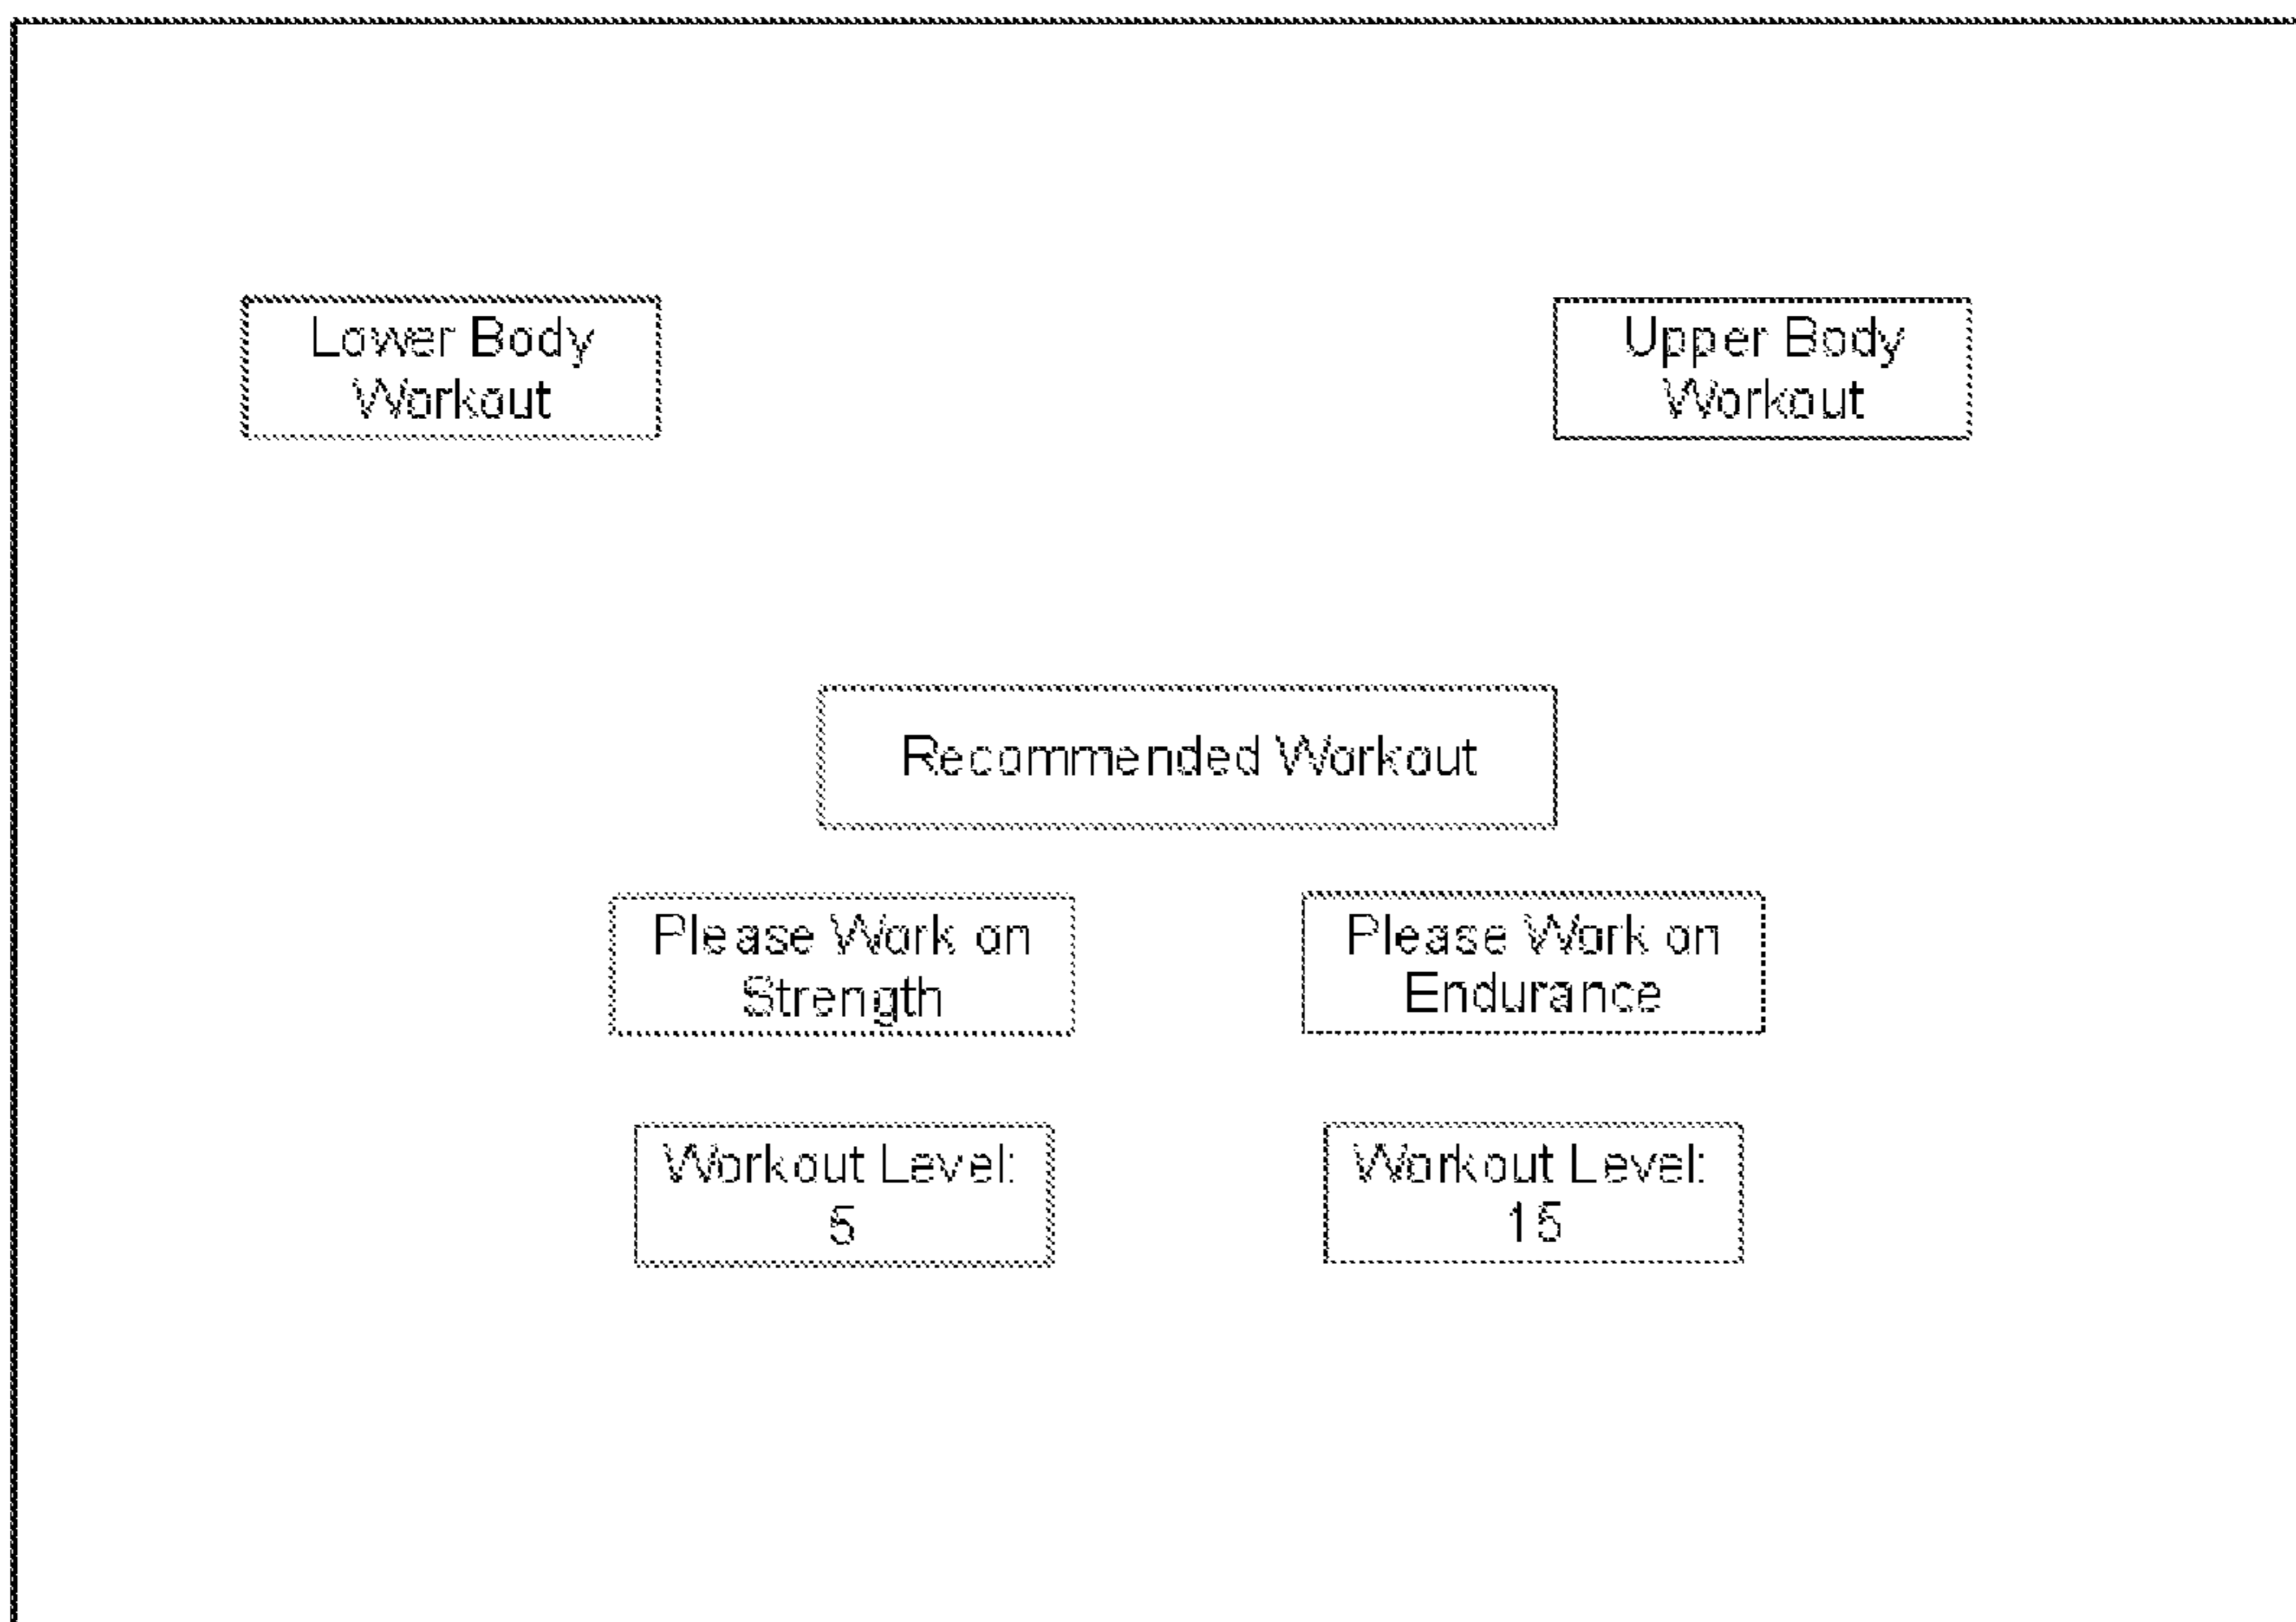 Lower Body
Workout
Upper Body
Workout
Recommended Workout
Please Work on
Strength
Please Work on
Endurance
Workout Level:
5
Workout Level:
15